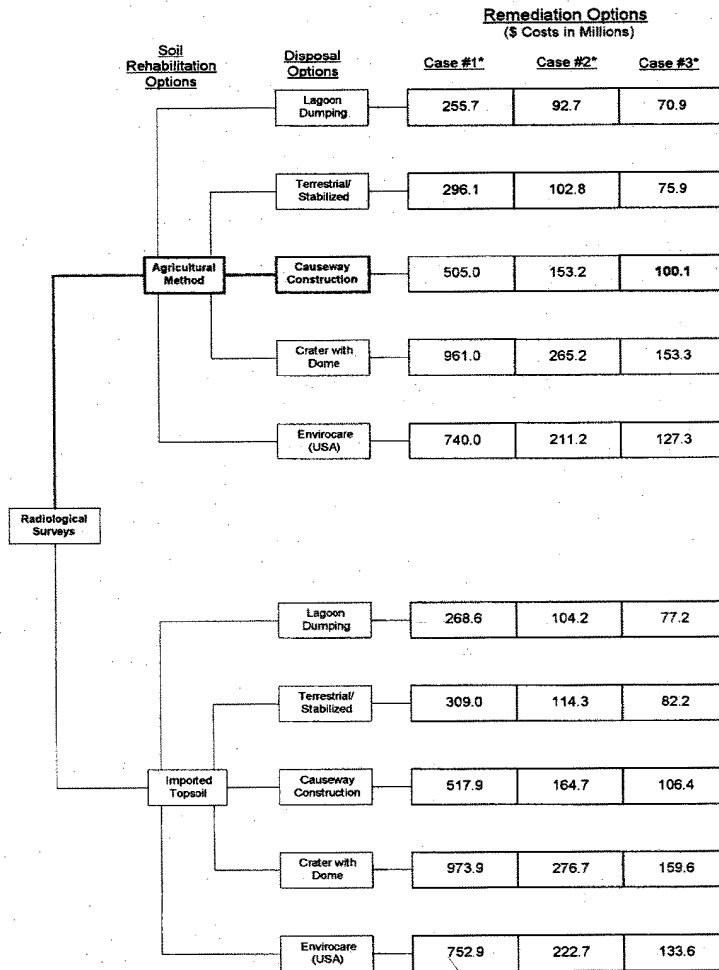 Remediation Options
($ Costs in Millions)
Soil
Rehabilitation
Options
Disposal
Options
Case #1* Case #2* Case #3*
Lagoon
Dumping
255.7 92.7 70.9
Terrestrial/
Stabilized
296.1 102.8 75.9
Agricultural
Method
Causeway
Construction
505.0 153.2 100.1
Crater with
Dome
961.0 265.2 153.3
Envirocare
(USA)
740.0 211.2 127.3
Radiological
Surveys
Lagoon
Dumping
268.6 104.2 77.2
Terrestrial/
Stabilized
309.0 114.3 82.2
Imported
Topsoil
Causeway
Construction
517.9 164.7 106.4
Crater with
Dome
973.9 276.7 159.6
Envirocare
(USA)
752.9 222.7 133.6